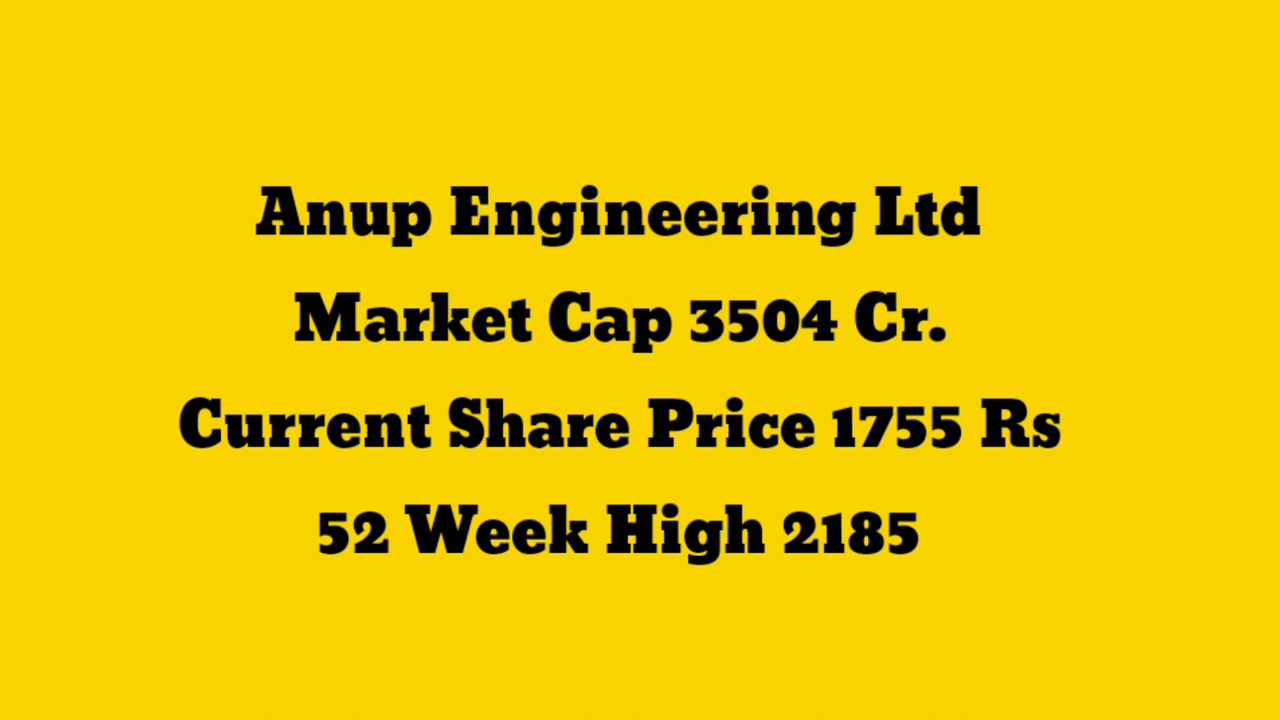 Anup Engineering Ltd
Market Cap 3504 Cr.
Current Share Price 1755 Rs
52 Week High 2185